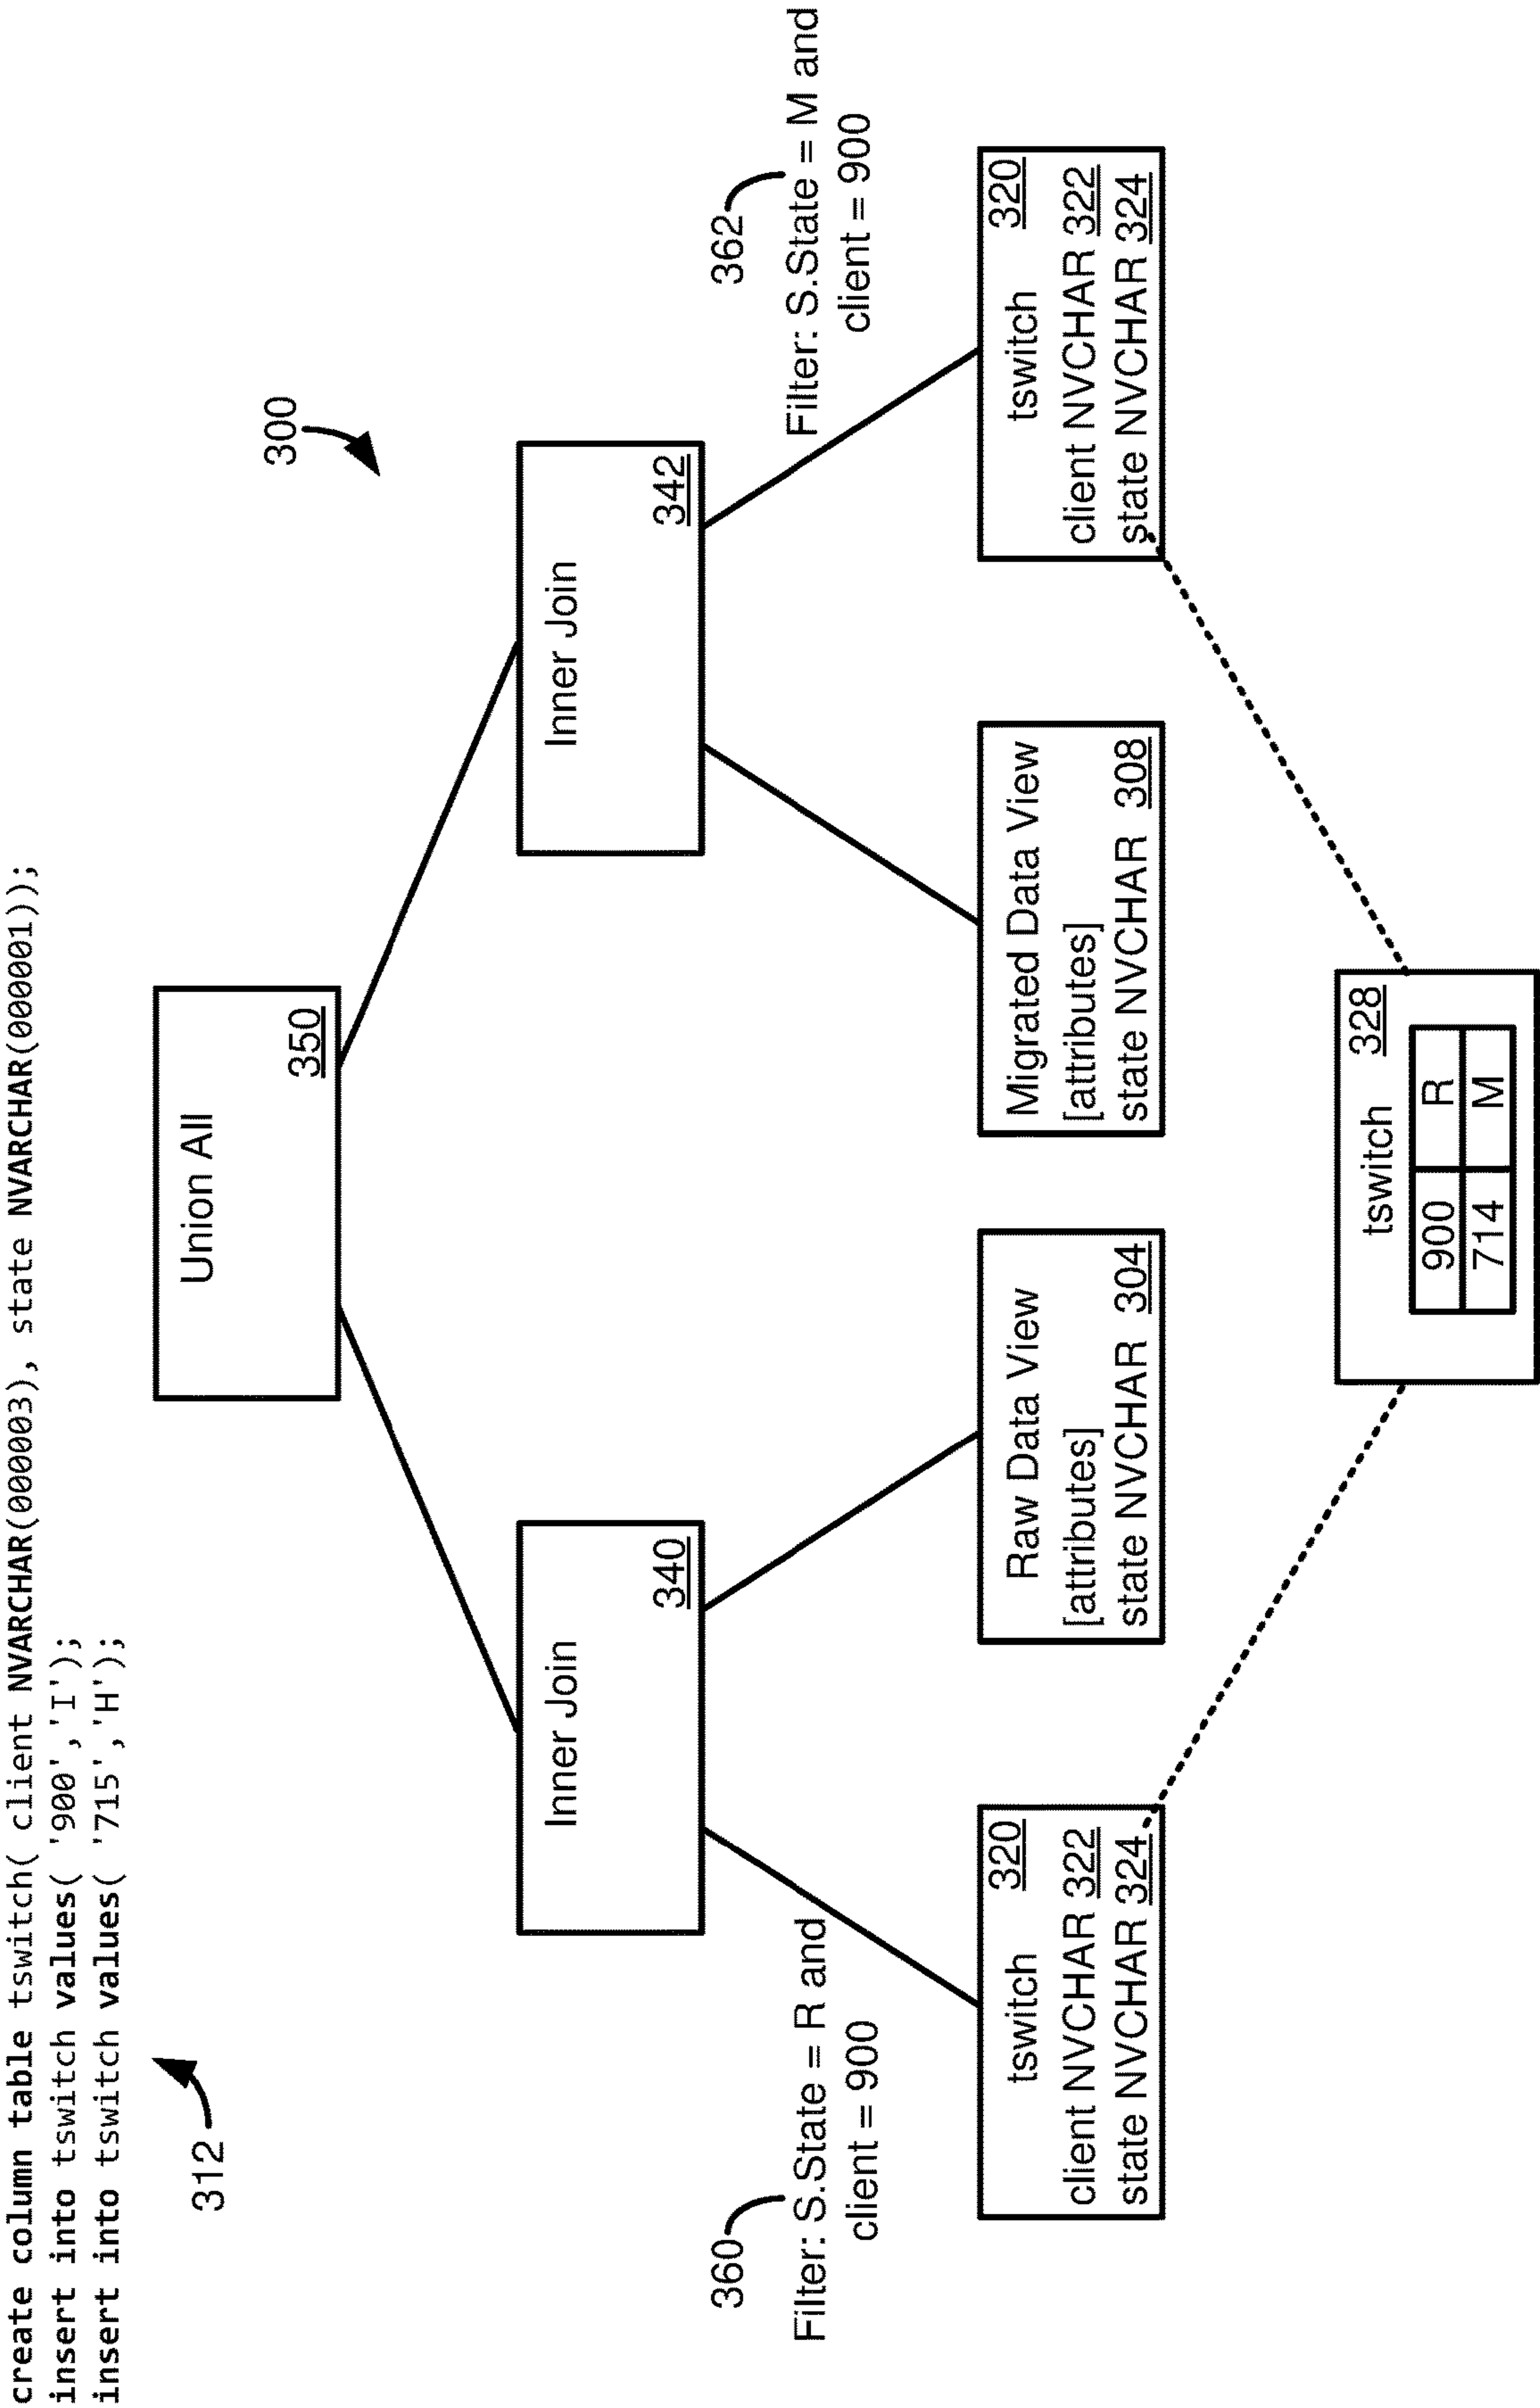 create column table tswitch( client NVARCHAR(000003), state NVARCHAR(000001));
insert into tswitch values( '900','I');
insert into tswitch values( '715','H');
312
300
Union All
350
Inner Join
340
Inner Join
342
360
Filter: S.State = R and
client = 900
362
Filter: S.State = M and
client = 900
tswitch 320
client NVCHAR 322
state NVCHAR 324
Raw Data View
[attributes]
state NVCHAR 304
Migrated Data View
[attributes]
state NVCHAR 308
tswitch 320
client NVCHAR 322
state NVCHAR 324
tswitch 328
900 R
714 M